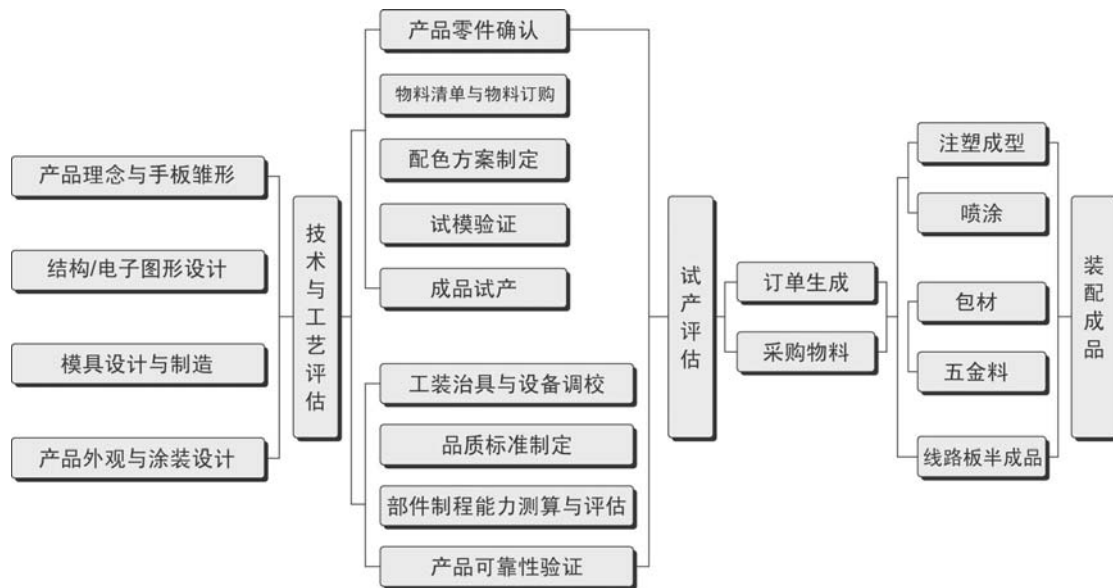 产品理念与手板雏形
结构/电子图形设计
模具设计与制造
产品外观与涂装设计
技术与工艺评估
产品零件确认
物料清单与物料订购
配色方案制定
试模验证
成品试产
工装治具与设备调校
品质标准制定
部件制程能力测算与评估
产品可靠性验证
试产评估
订单生成
采购物料
注塑成型
喷涂
包材
五金料
线路板半成品
装配成品